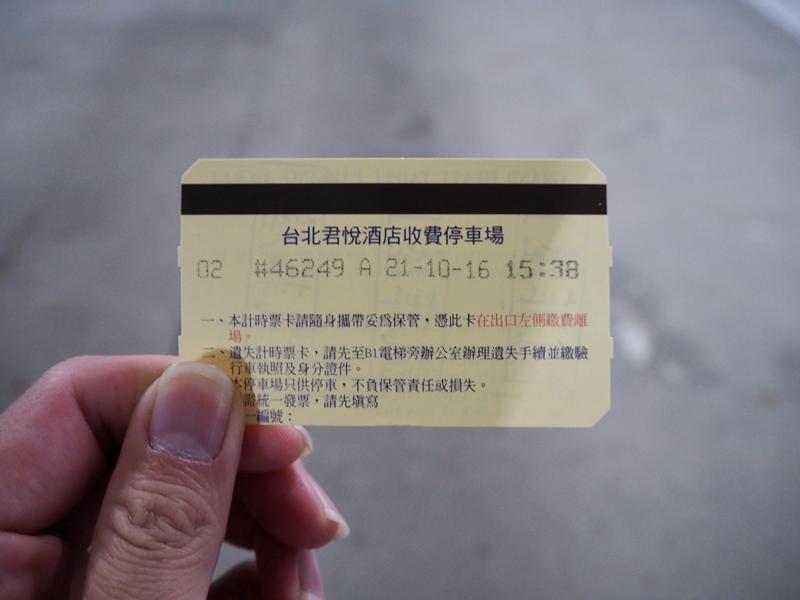 台北君悅酒店收費停車場
02 #46249 A 21-10-16 15:38
一、本計時票卡請隨身攜帶妥為保管，憑此卡在出口左側繳費離
場。
二、遺失計時票卡，請先至B1電梯旁辦公室辦理遺失手續並繳驗
行車執照及身分證件。
本停車場只供停車，不負保管責任或損失。
需統一發票，請先填寫
一編號：